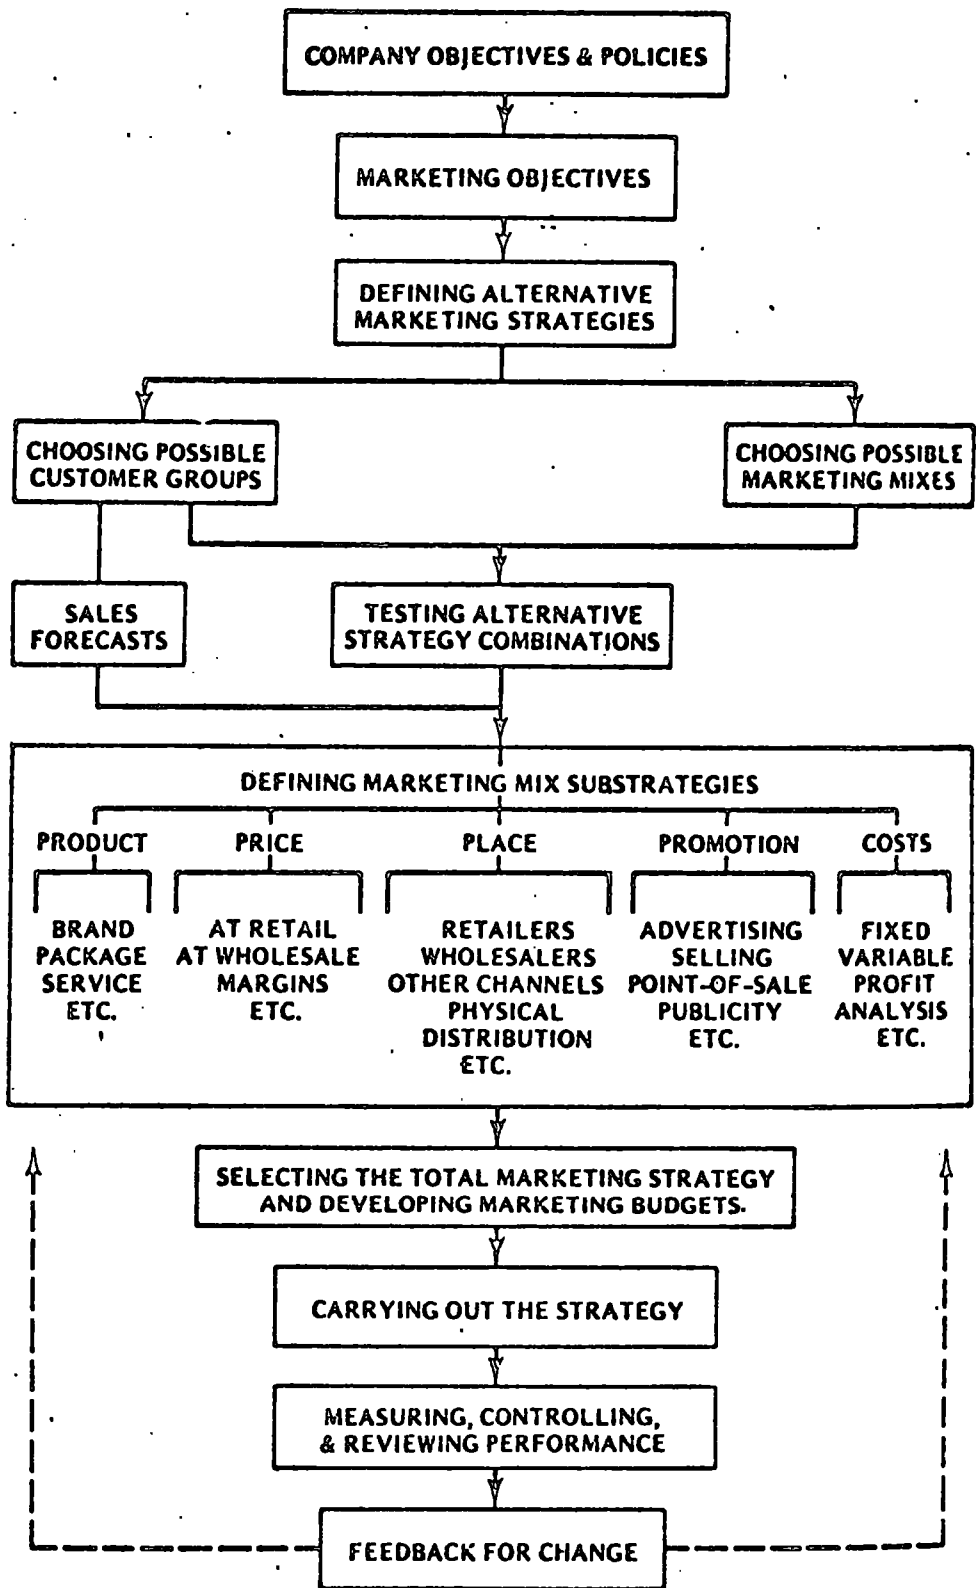 COMPANY OBJECTIVES & POLICIES
MARKETING OBJECTIVES
DEFINING ALTERNATIVE
MARKETING STRATEGIES
CHOOSING POSSIBLE
CUSTOMER GROUPS
CHOOSING POSSIBLE
MARKETING MIXES
SALES
FORECASTS
TESTING ALTERNATIVE
STRATEGY COMBINATIONS
DEFINING MARKETING MIX SUBSTRATEGIES
PRODUCT
BRAND
PACKAGE
SERVICE
ETC.
PRICE
AT RETAIL
AT WHOLESALE
MARGINS
ETC.
PLACE
RETAILERS
WHOLESALERS
OTHER CHANNELS
PHYSICAL
DISTRIBUTION
ETC.
PROMOTION
ADVERTISING
SELLING
POINT-OF-SALE
PUBLICITY
ETC.
COSTS
FIXED
VARIABLE
PROFIT
ANALYSIS
ETC.
SELECTING THE TOTAL MARKETING STRATEGY
AND DEVELOPING MARKETING BUDGETS.
CARRYING OUT THE STRATEGY
MEASURING, CONTROLLING,
& REVIEWING PERFORMANCE
FEEDBACK FOR CHANGE